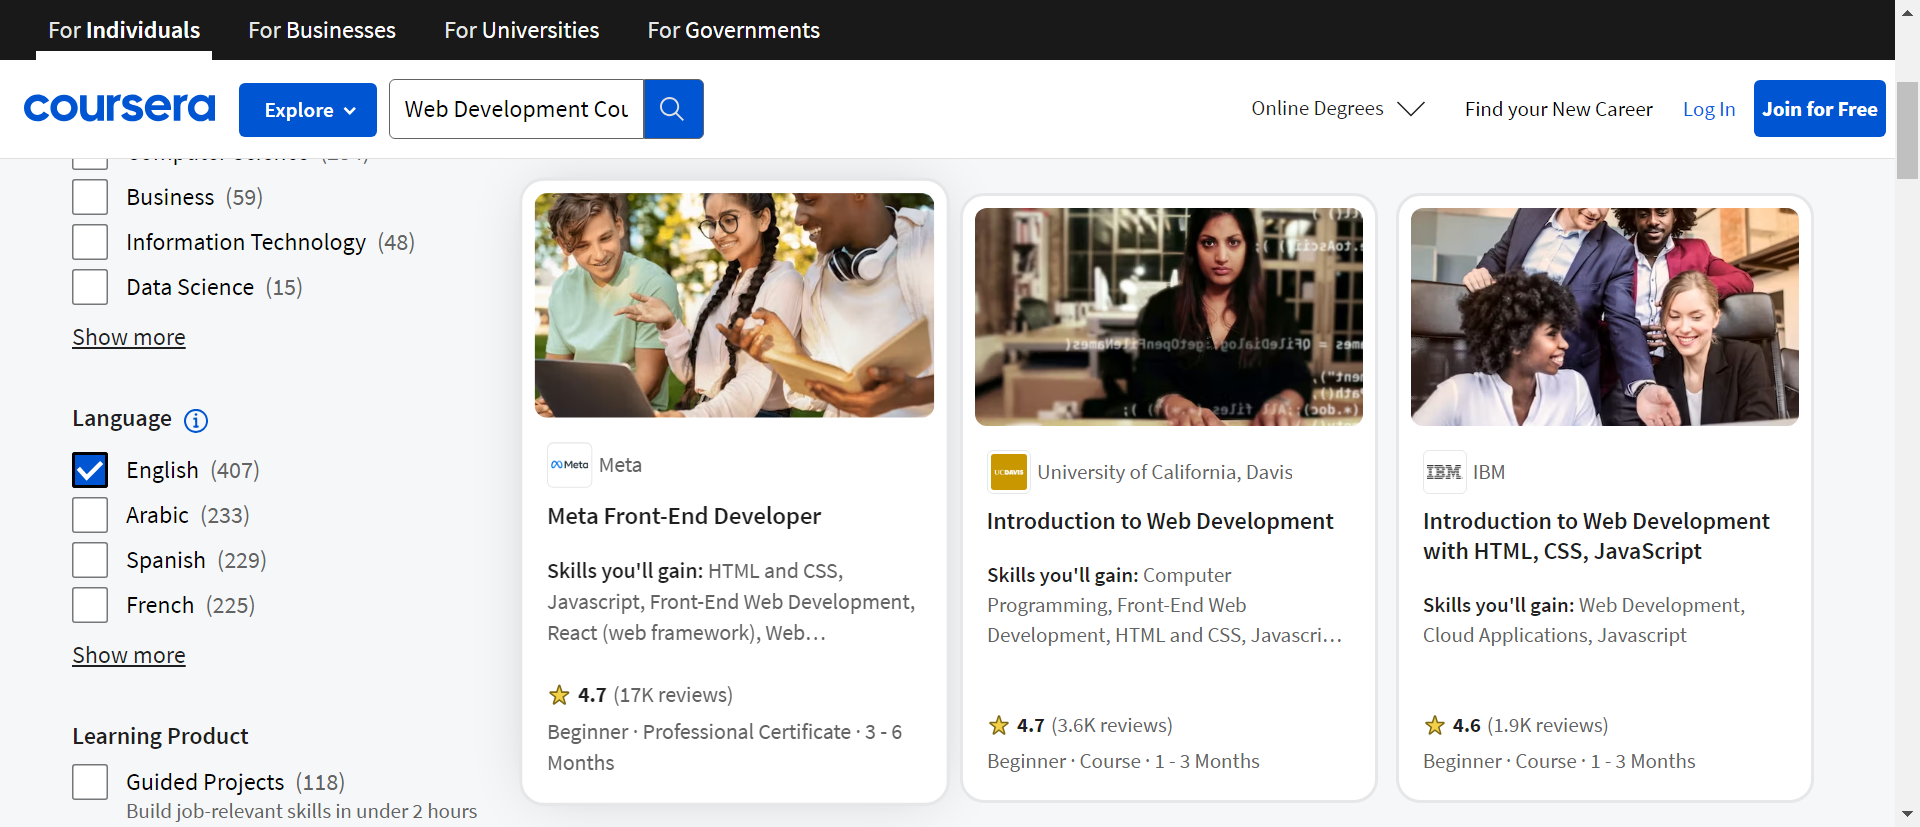 For Individuals For Businesses For Universities For Governments
coursera Explore Web Development Cou Online Degrees Find your New Career Log In Join for Free
Business (59)
Information Technology (48)
Data Science (15)
Show more
Language
English (407)
Arabic (233)
Spanish (229)
French (225)
Show more
Learning Product
Guided Projects (118)
Build job-relevant skills in under 2 hours
Meta Meta
Meta Front-End Developer
Skills you'll gain: HTML and CSS,
Javascript, Front-End Web Development,
React (web framework), Web...
4.7 (17K reviews)
Beginner · Professional Certificate · 3 - 6
Months
UCDAVIS University of California, Davis
Introduction to Web Development
Skills you'll gain: Computer
Programming, Front-End Web
Development, HTML and CSS, Javascri...
4.7 (3.6K reviews)
Beginner · Course · 1 - 3 Months
IBM IBM
Introduction to Web Development
with HTML, CSS, JavaScript
Skills you'll gain: Web Development,
Cloud Applications, Javascript
4.6 (1.9K reviews)
Beginner · Course · 1 - 3 Months